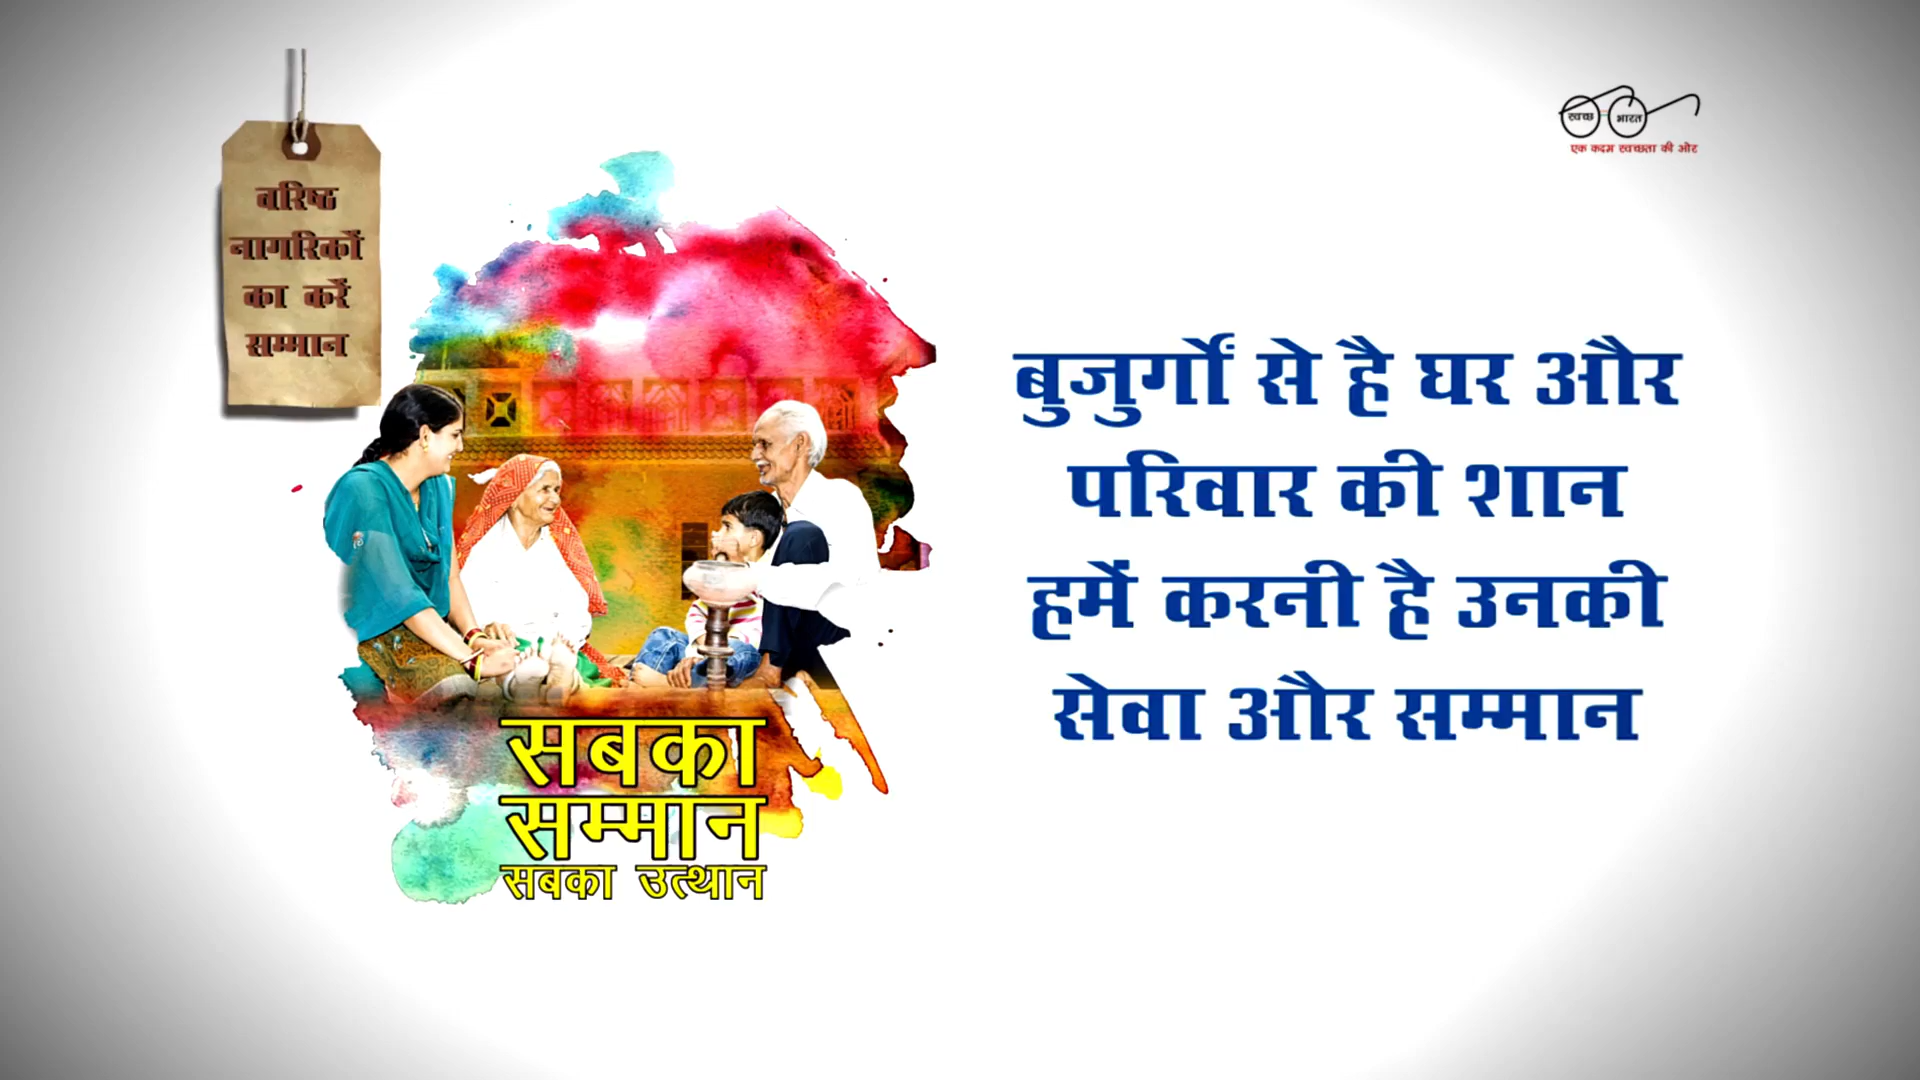 वरिष्ठ
नागरिकों
का करें
सम्मान
स्वच्छ भारत
एक कदम स्वच्छता की ओर
बुजुर्गों से है घर और
परिवार की शान
हमें करनी है उनकी
सेवा और सम्मान
सबका
सम्मान
सबका उत्थान